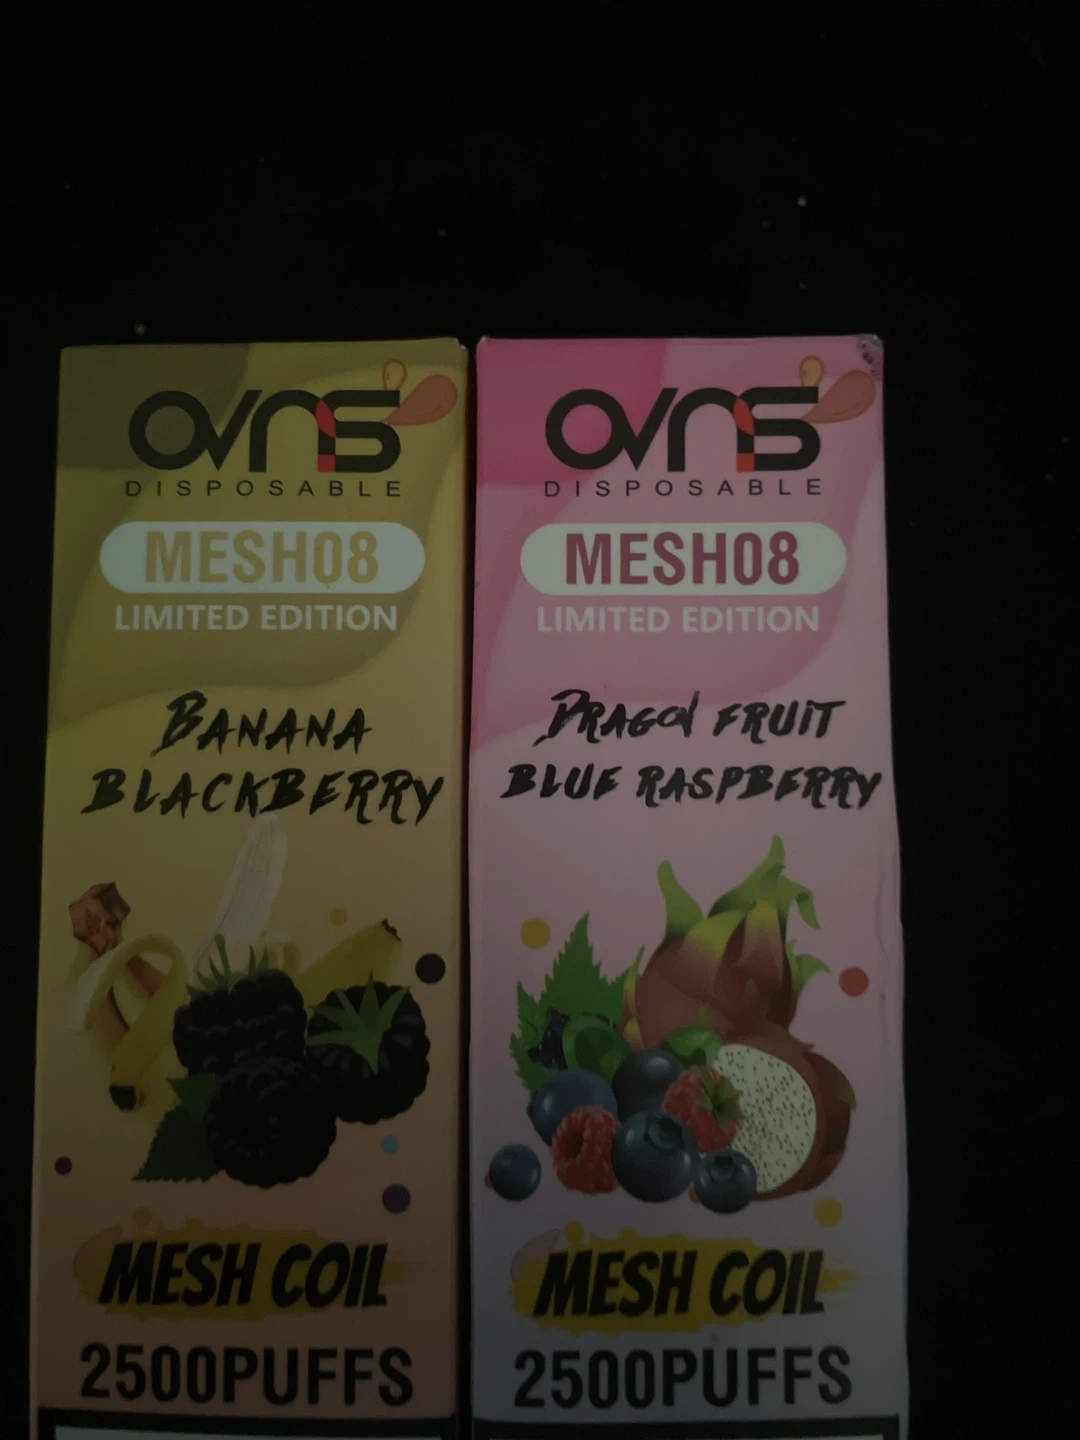 OVNS
DISPOSABLE
MESH08
LIMITED EDITION
BANANA
BLACKBERRY
MESH COIL
2500PUFFS
OVNS
DISPOSABLE
MESH08
LIMITED EDITION
DRAGON FRUIT
BLUE RASPBERRY
MESH COIL
2500PUFFS